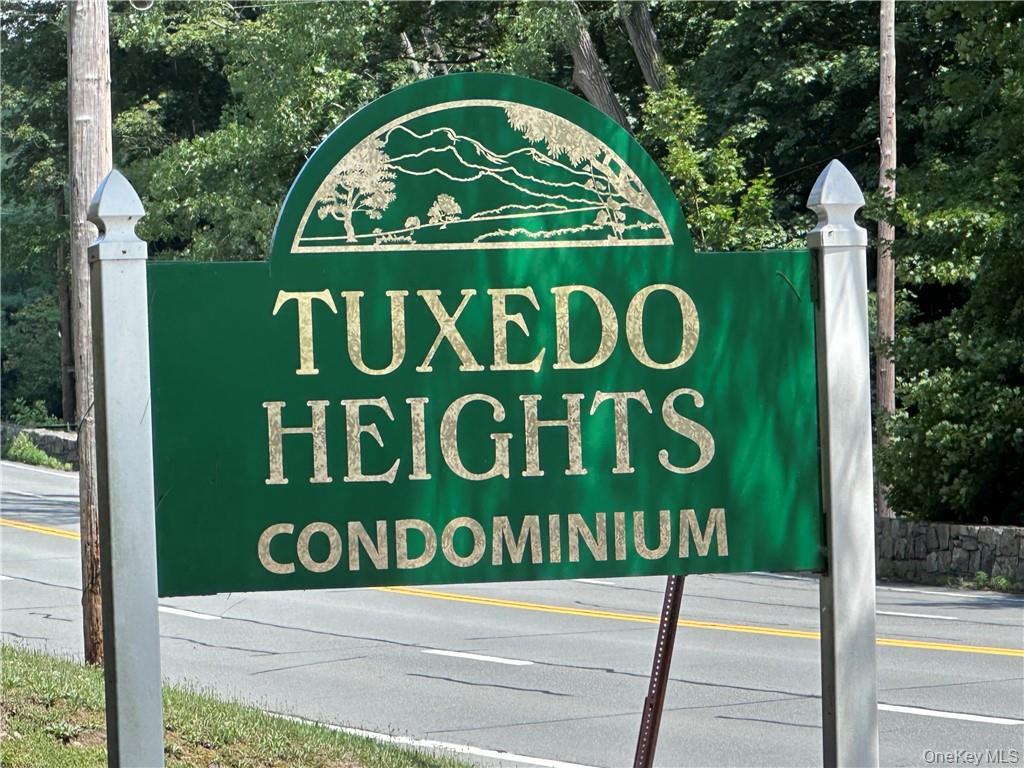 TUXEDO
HEIGHTS
CONDOMINIUM
OneKey MLS